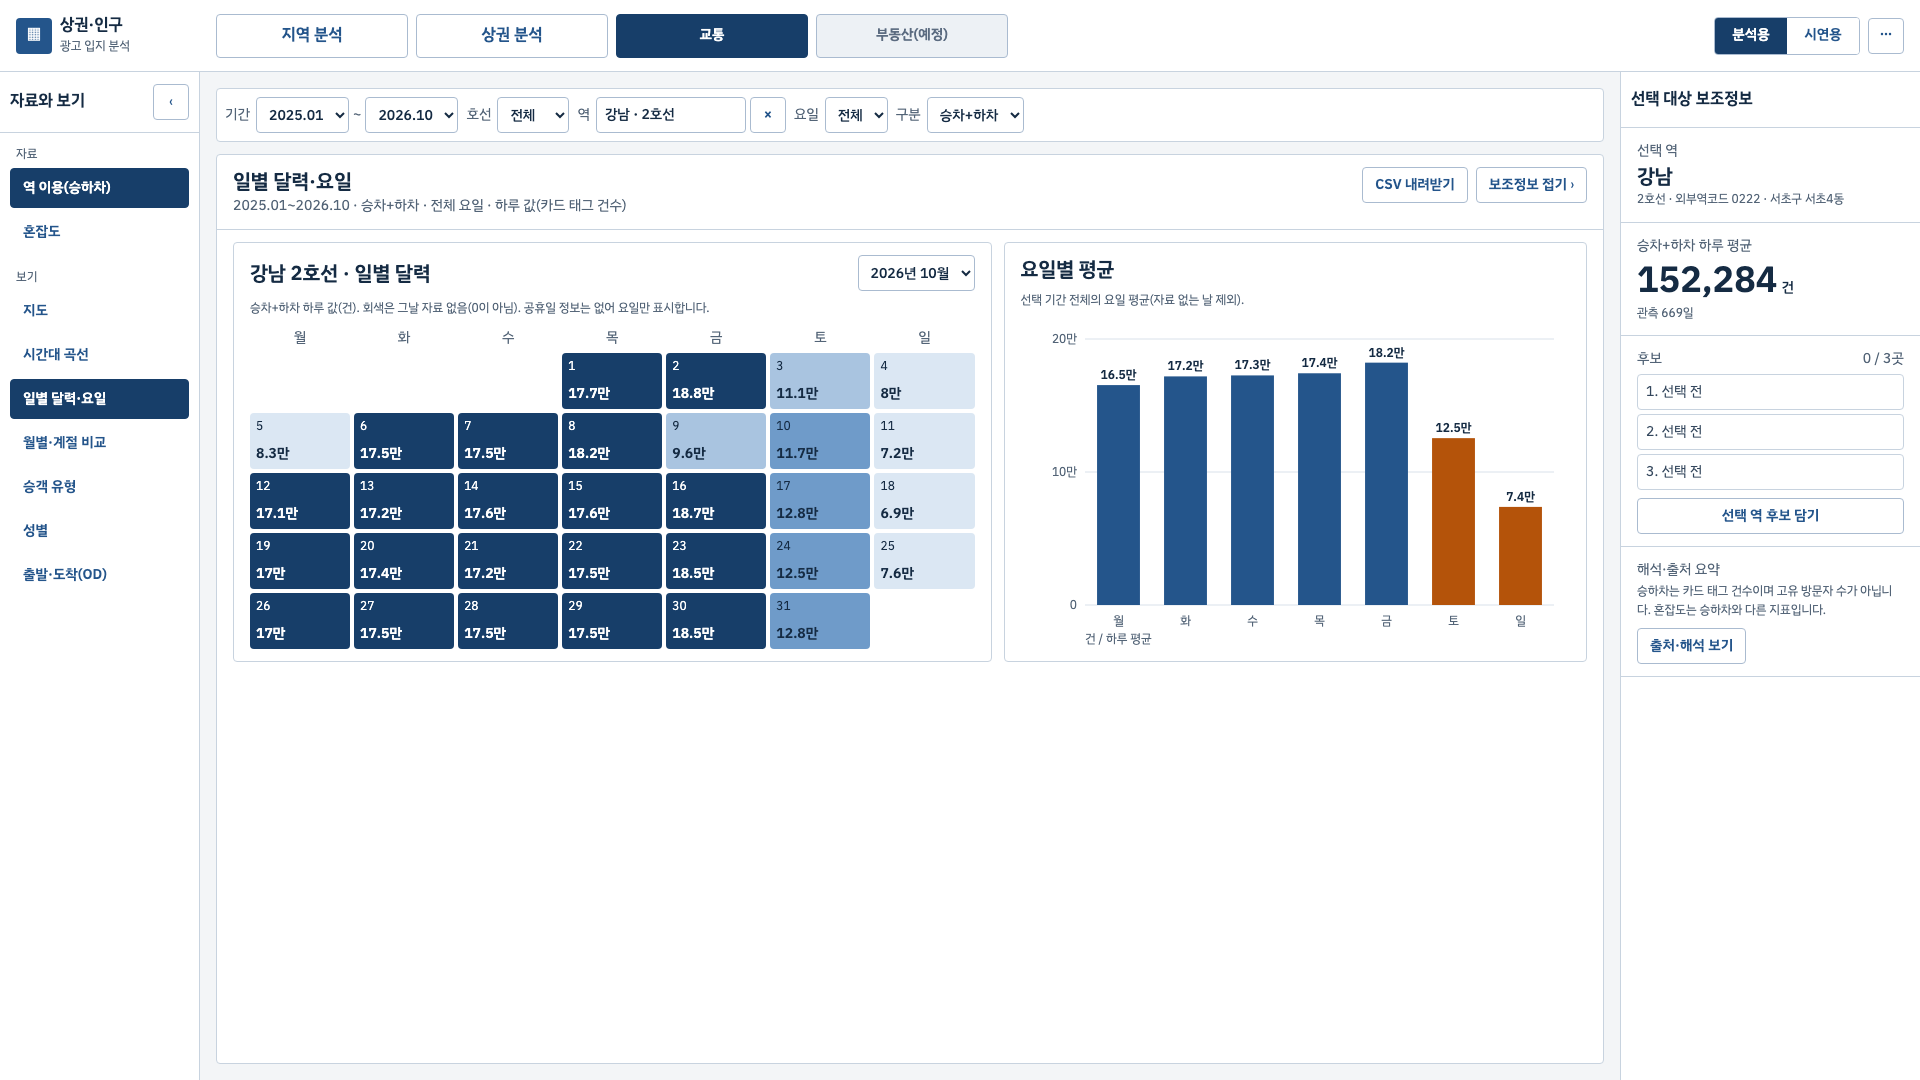 상권·인구
광고 입지 분석
지역 분석
상권 분석
교통
부동산(예정)
분석용
시연용
···
자료와 보기
‹
자료
역 이용(승하차)
혼잡도
보기
지도
시간대 곡선
일별 달력·요일
월별·계절 비교
승객 유형
성별
출발·도착(OD)
기간 2025.01 ~ 2026.10 호선 전체 역 강남 · 2호선 × 요일 전체 구분 승차+하차
일별 달력·요일
2025.01~2026.10 · 승차+하차 · 전체 요일 · 하루 값(카드 태그 건수)
CSV 내려받기
보조정보 접기 ›
강남 2호선 · 일별 달력
2026년 10월
승차+하차 하루 값(건). 회색은 그날 자료 없음(0이 아님). 공휴일 정보는 없어 요일만 표시합니다.
월 화 수 목 금 토 일
1 2 3 4
17.7만 18.8만 11.1만 8만
5 6 7 8 9 10 11
8.3만 17.5만 17.5만 18.2만 9.6만 11.7만 7.2만
12 13 14 15 16 17 18
17.1만 17.2만 17.6만 17.6만 18.7만 12.8만 6.9만
19 20 21 22 23 24 25
17만 17.4만 17.2만 17.5만 18.5만 12.5만 7.6만
26 27 28 29 30 31
17만 17.5만 17.5만 17.5만 18.5만 12.8만
요일별 평균
선택 기간 전체의 요일 평균(자료 없는 날 제외).
20만
10만
0
16.5만 17.2만 17.3만 17.4만 18.2만 12.5만 7.4만
월 화 수 목 금 토 일
건 / 하루 평균
선택 대상 보조정보
선택 역
강남
2호선 · 외부역코드 0222 · 서초구 서초4동
승차+하차 하루 평균
152,284 건
관측 669일
후보 0 / 3곳
1. 선택 전
2. 선택 전
3. 선택 전
선택 역 후보 담기
해석·출처 요약
승하차는 카드 태그 건수이며 고유 방문자 수가 아닙니
다. 혼잡도는 승하차와 다른 지표입니다.
출처·해석 보기